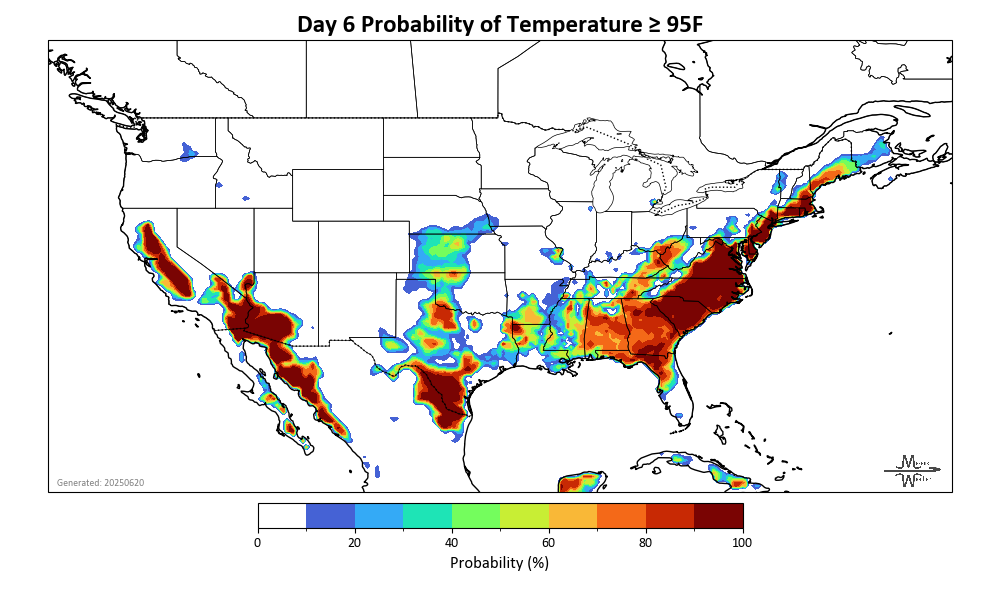 Day 6 Probability of Temperature ≥ 95F
Generated: 20250620
0 20 40 60 80 100
Probability (%)